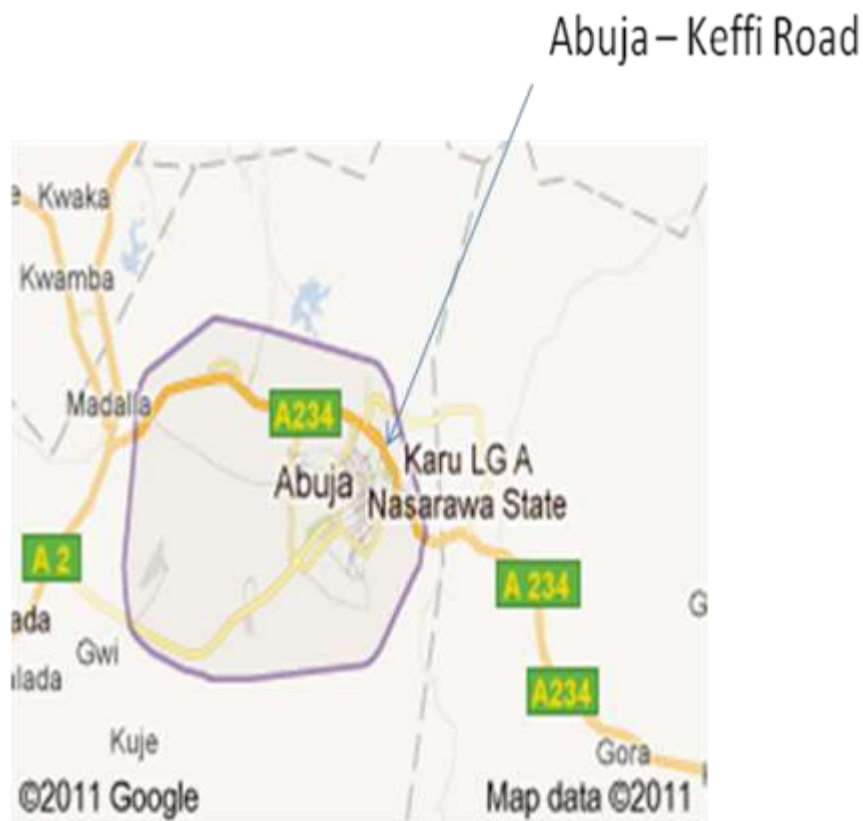 Abuja – Keffi Road
Kwaka
Kwamba
Madalla
A234
Karu LG A
Abuja
Nasarawa State
A 2
A 234
Gwi
A234
Kuje
Gora
©2011 Google
Map data ©2011